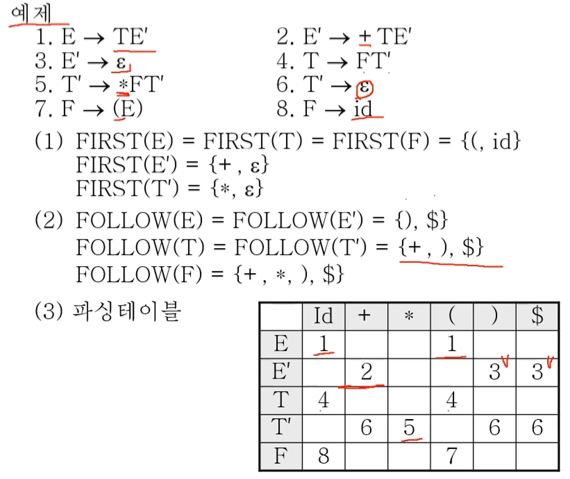 예제
1. E → TE′ 2. E′ → + TE′
3. E′ → ε 4. T → FT′
5. T′ → *FT′ 6. T′ → ε
7. F → (E) 8. F → id
(1) FIRST(E) = FIRST(T) = FIRST(F) = {(, id}
FIRST(E′) = {+ , ε}
FIRST(T′) = {*, ε}
(2) FOLLOW(E) = FOLLOW(E′) = {), $}
FOLLOW(T) = FOLLOW(T′) = {+ , ), $}
FOLLOW(F) = {+ , *, ), $}
(3) 파싱테이블
Id + * ( ) $
E 1 1
E′ 2 3 3
T 4 4
T′ 6 5 6 6
F 8 7